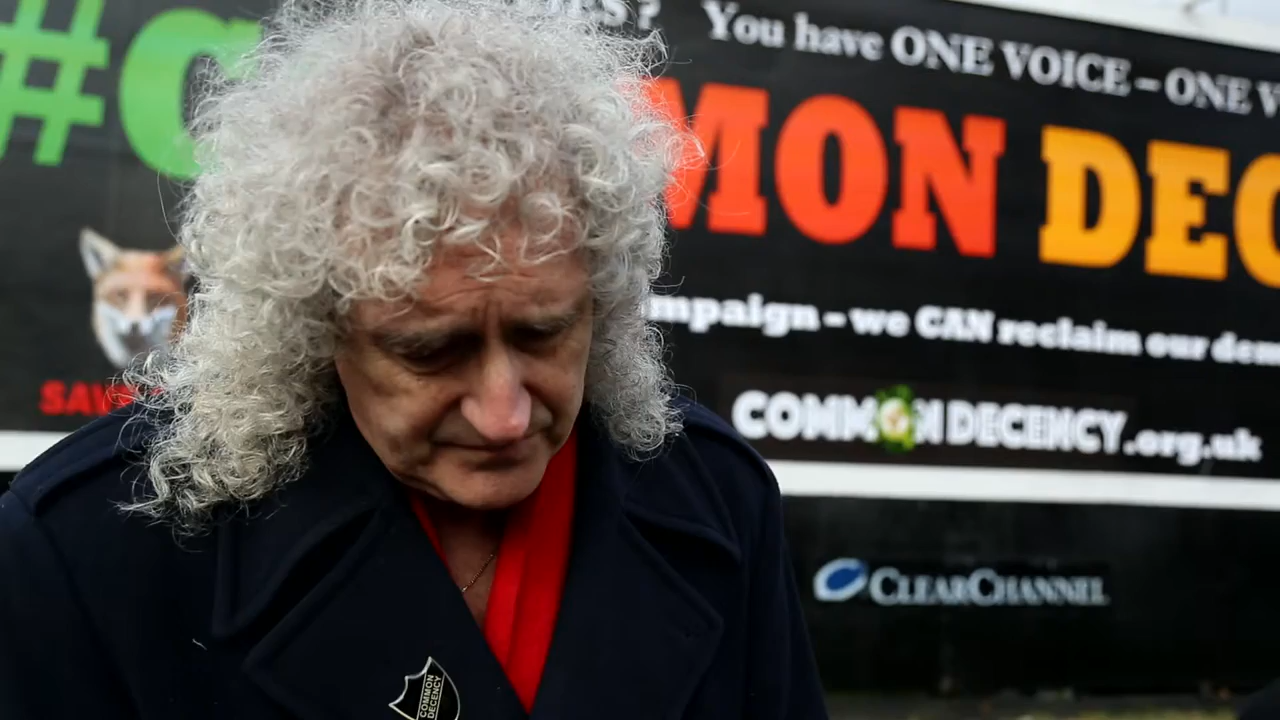 You have ONE VOICE – ONE V
#C
MON DEC
mpaign – we CAN reclaim our dem
SAV
COMMON DECENCY.org.uk
CLEARCHANNEL
COMMON
DECENCY